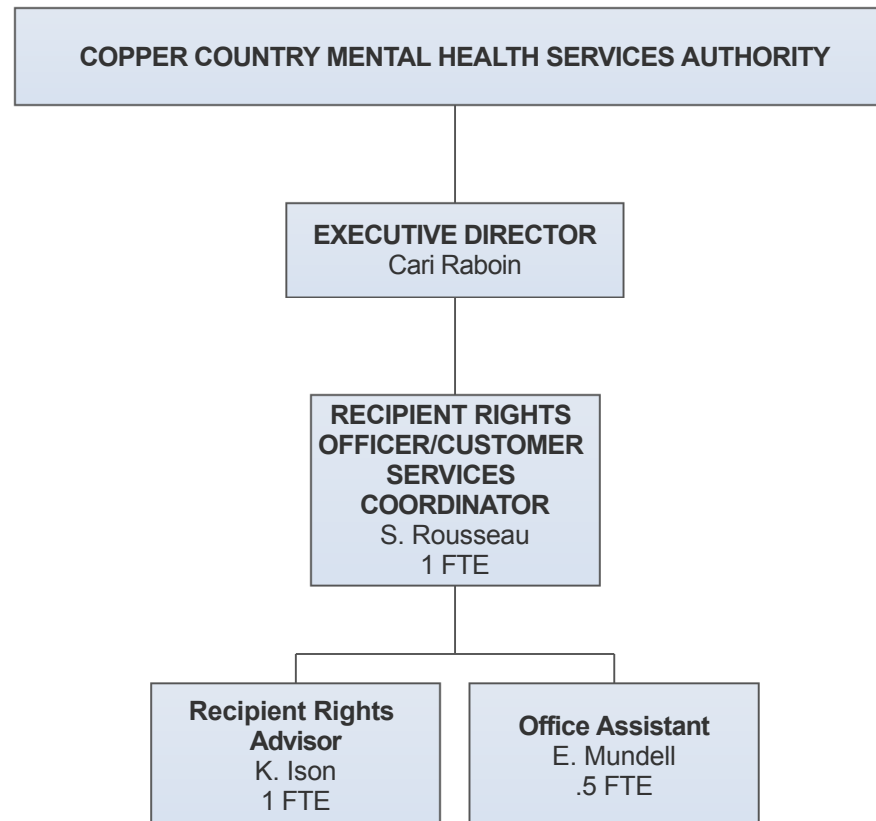 COPPER COUNTRY MENTAL HEALTH SERVICES AUTHORITY
EXECUTIVE DIRECTOR
Cari Raboin
RECIPIENT RIGHTS
OFFICER/CUSTOMER
SERVICES
COORDINATOR
S. Rousseau
1 FTE
Recipient Rights
Advisor
K. Ison
1 FTE
Office Assistant
E. Mundell
.5 FTE